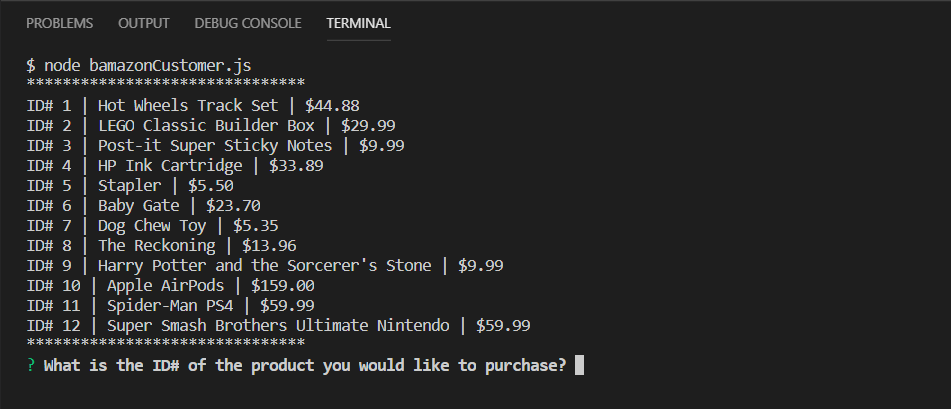 PROBLEMS OUTPUT DEBUG CONSOLE TERMINAL
$ node bamazonCustomer.js
*******************************
ID# 1 | Hot Wheels Track Set | $44.88
ID# 2 | LEGO Classic Builder Box | $29.99
ID# 3 | Post-it Super Sticky Notes | $9.99
ID# 4 | HP Ink Cartridge | $33.89
ID# 5 | Stapler | $5.50
ID# 6 | Baby Gate | $23.70
ID# 7 | Dog Chew Toy | $5.35
ID# 8 | The Reckoning | $13.96
ID# 9 | Harry Potter and the Sorcerer's Stone | $9.99
ID# 10 | Apple AirPods | $159.00
ID# 11 | Spider-Man PS4 | $59.99
ID# 12 | Super Smash Brothers Ultimate Nintendo | $59.99
*******************************
? What is the ID# of the product you would like to purchase?